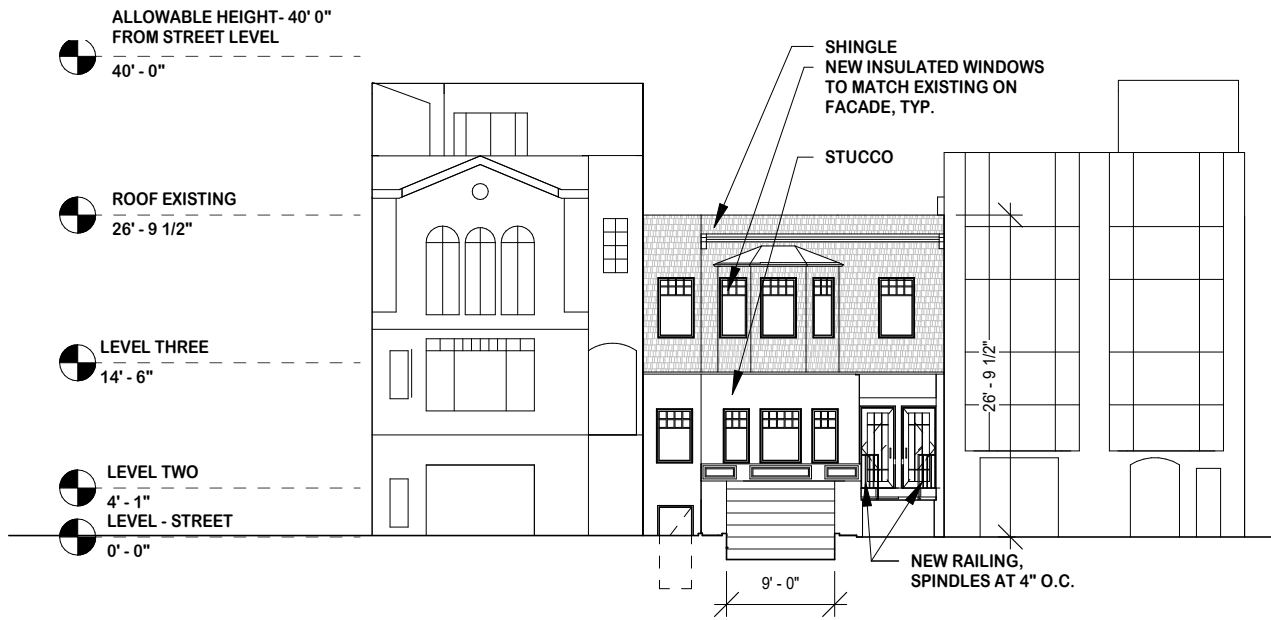 ALLOWABLE HEIGHT- 40' 0"
FROM STREET LEVEL
40' - 0"
ROOF EXISTING
26' - 9 1/2"
LEVEL THREE
14' - 6"
LEVEL TWO
4' - 1"
LEVEL - STREET
0' - 0"
SHINGLE
NEW INSULATED WINDOWS
TO MATCH EXISTING ON
FACADE, TYP.
STUCCO
26' - 9 1/2"
NEW RAILING,
SPINDLES AT 4" O.C.
9' - 0"